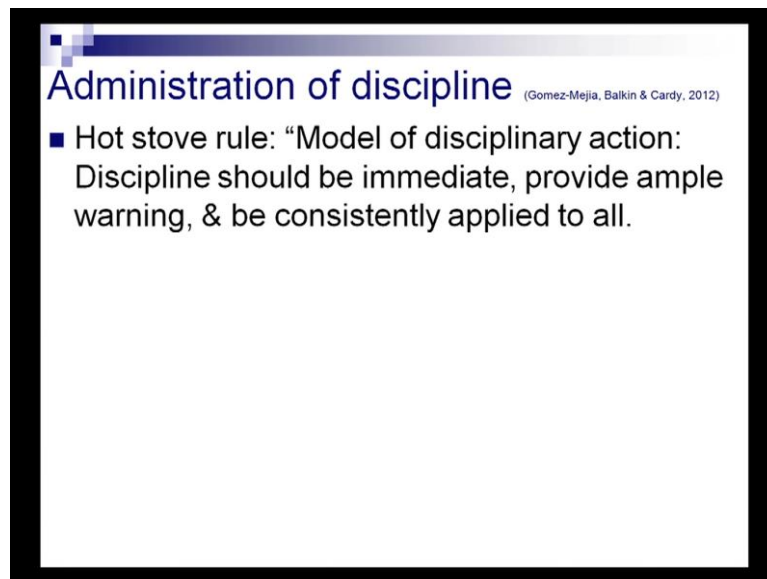 Administration of discipline (Gomez-Mejia, Balkin & Cardy, 2012)
Hot stove rule: “Model of disciplinary action:
Discipline should be immediate, provide ample
warning, & be consistently applied to all.